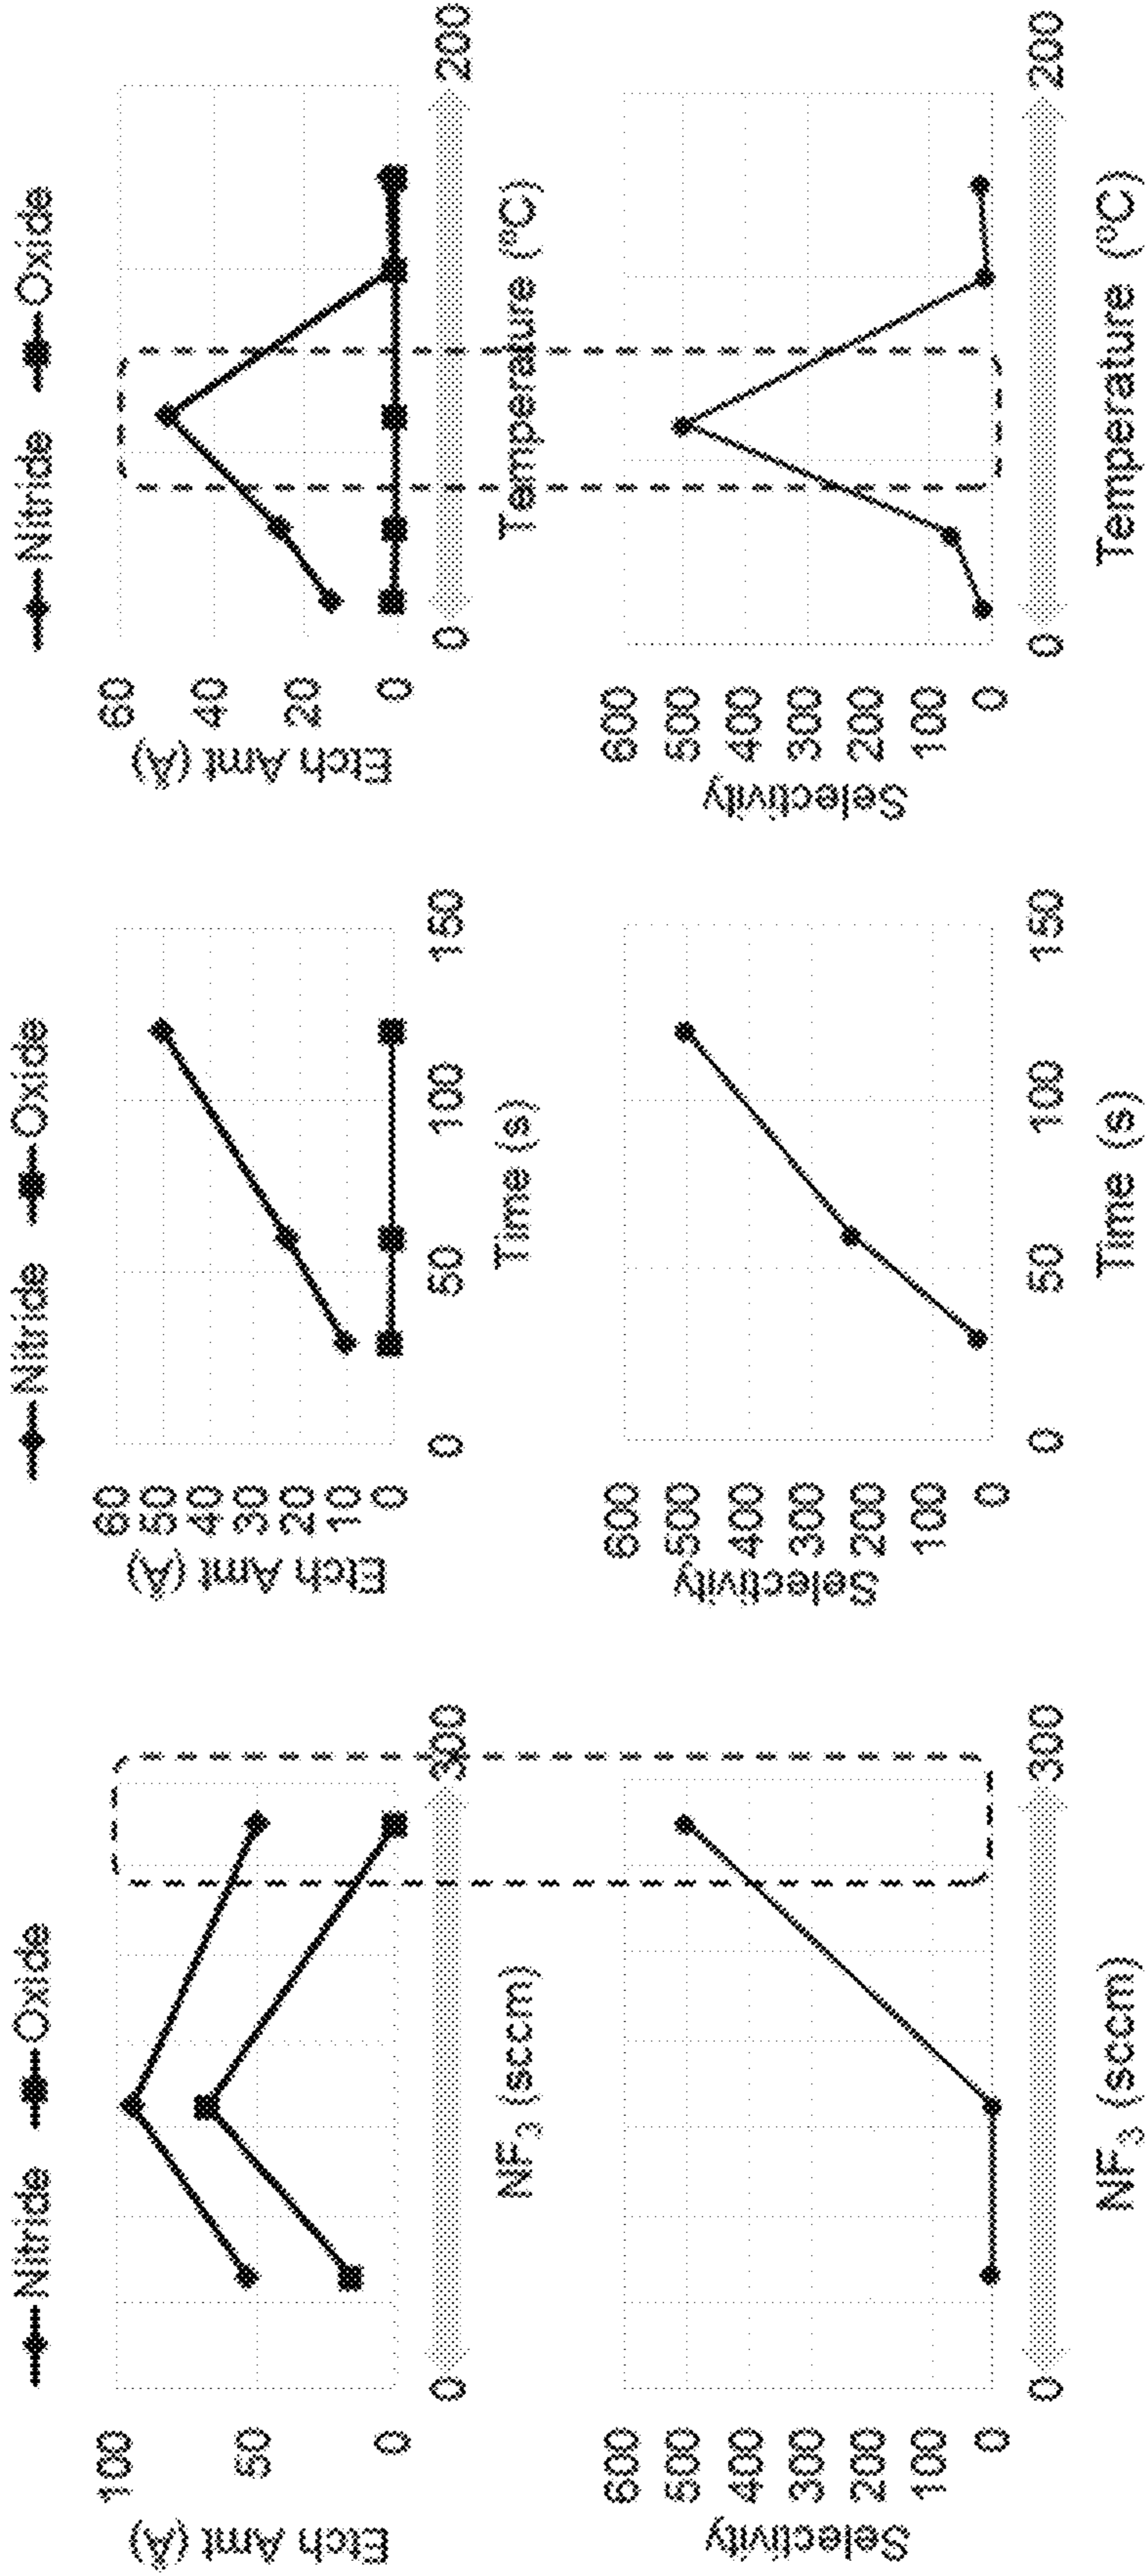 Nitride Oxide
100
50
0
Etch Amt (Å)
0 300
NF₃ (sccm)
600
500
400
300
200
100
0
Selectivity
0 300
NF₃ (sccm)
Nitride Oxide
60
50
40
30
20
10
0
Etch Amt (Å)
0 50 100 150
Time (s)
600
500
400
300
200
100
0
Selectivity
0 50 100 150
Time (s)
Nitride Oxide
60
40
20
0
Etch Amt (Å)
0 200
Temperature (ºC)
600
500
400
300
200
100
0
Selectivity
0 200
Temperature (ºC)